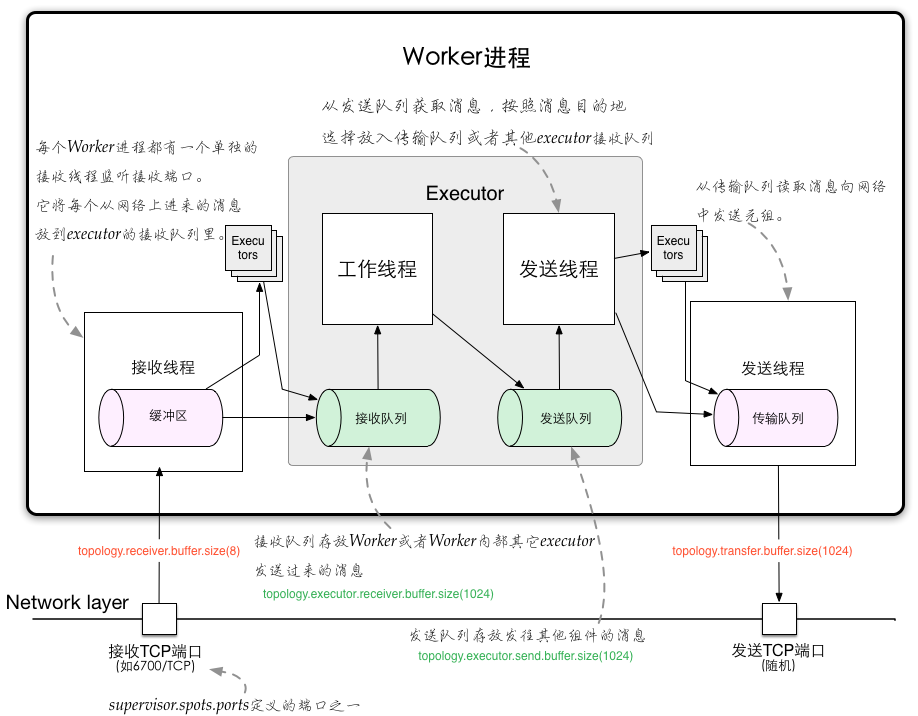 Worker进程
从发送队列获取消息，按照消息目的地
选择放入传输队列或者其他executor接收队列
每个Worker进程都有一个单独的
接收线程监听接收端口。
它将每个从网络上进来的消息
放到executor的接收队列里。
从传输队列读取消息向网络
中发送元组。
Executor
Execu
tors
工作线程
发送线程
Execu
tors
接收线程
缓冲区
接收队列
发送队列
发送线程
传输队列
接收队列存放Worker或者Worker内部其它executor
发送过来的消息
topology.executor.receiver.buffer.size(1024)
topology.receiver.buffer.size(8)
topology.transfer.buffer.size(1024)
Network layer
发送队列存放发往其他组件的消息
topology.executor.send.buffer.size(1024)
接收TCP端口
(如6700/TCP)
发送TCP端口
(随机)
supervisor.spots.ports定义的端口之一